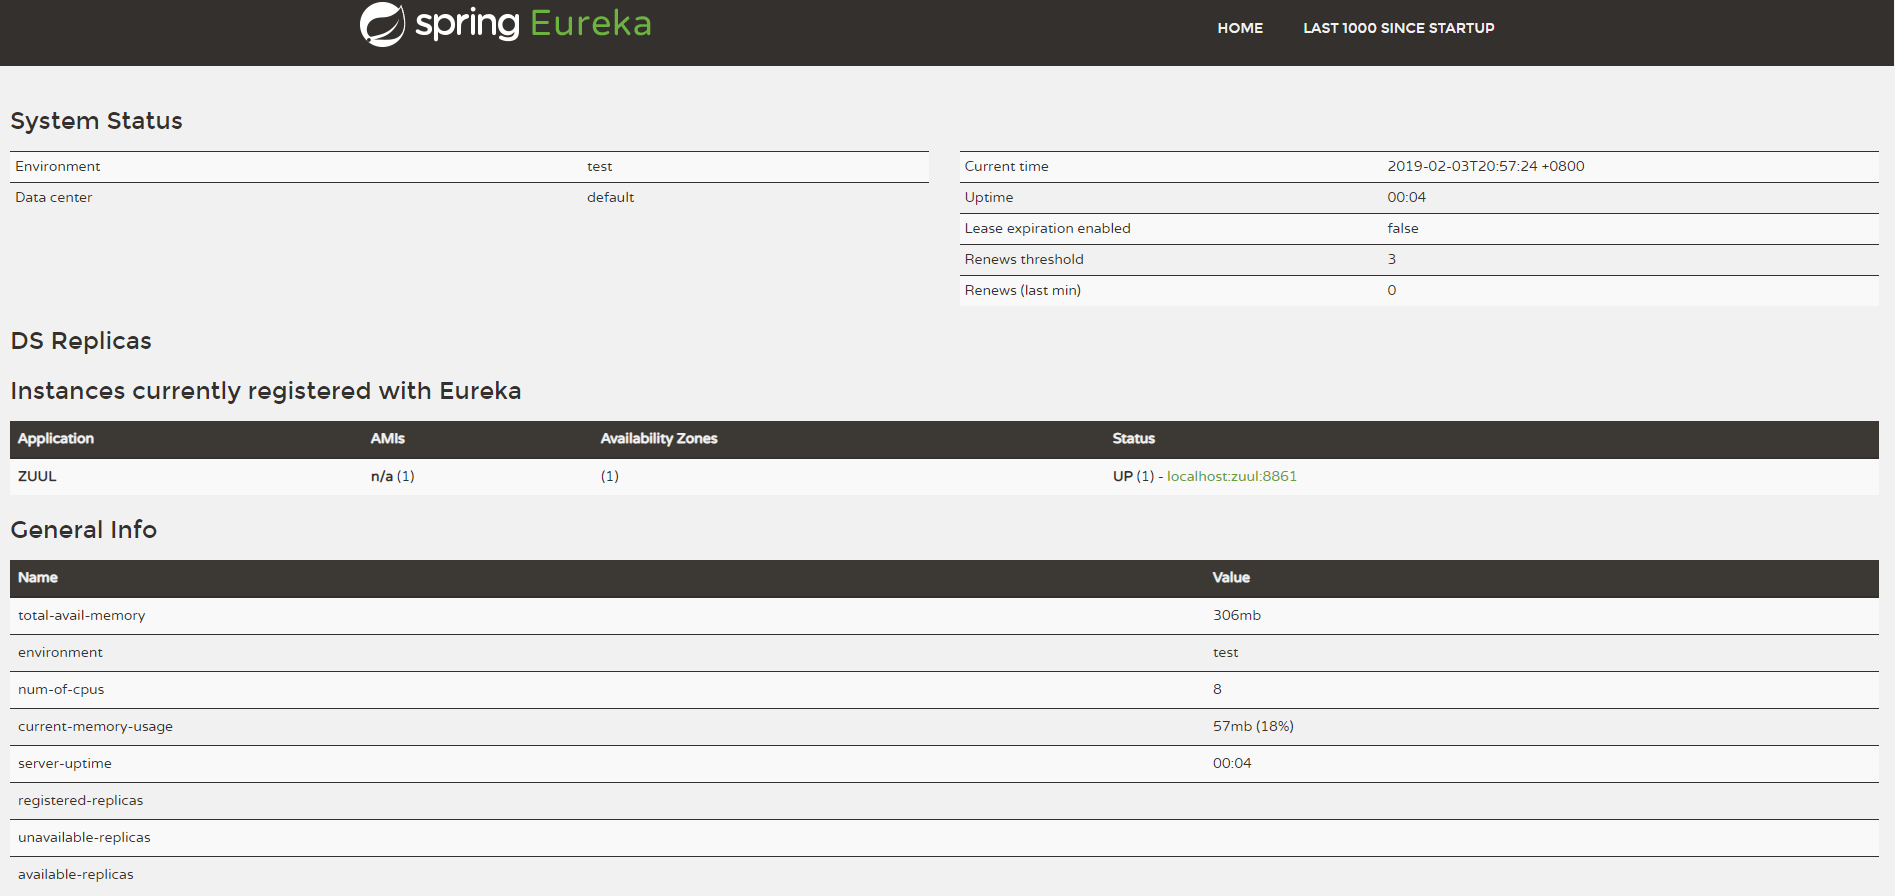 spring Eureka
HOME LAST 1000 SINCE STARTUP
System Status
Environment test
Data center default
Current time 2019-02-03T20:57:24 +0800
Uptime 00:04
Lease expiration enabled false
Renews threshold 3
Renews (last min) 0
DS Replicas
Instances currently registered with Eureka
Application AMIs Availability Zones Status
ZUUL n/a (1) (1) UP (1) - localhost:zuul:8861
General Info
Name Value
total-avail-memory 306mb
environment test
num-of-cpus 8
current-memory-usage 57mb (18%)
server-uptime 00:04
registered-replicas
unavailable-replicas
available-replicas